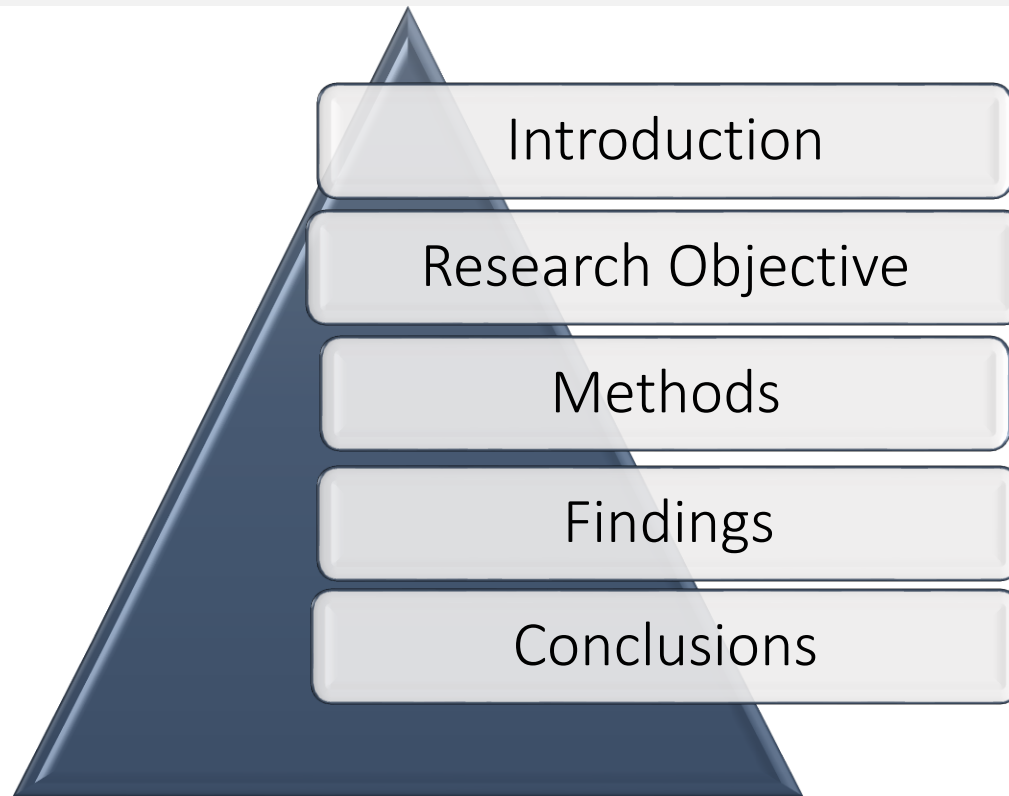 Introduction
Research Objective
Methods
Findings
Conclusions